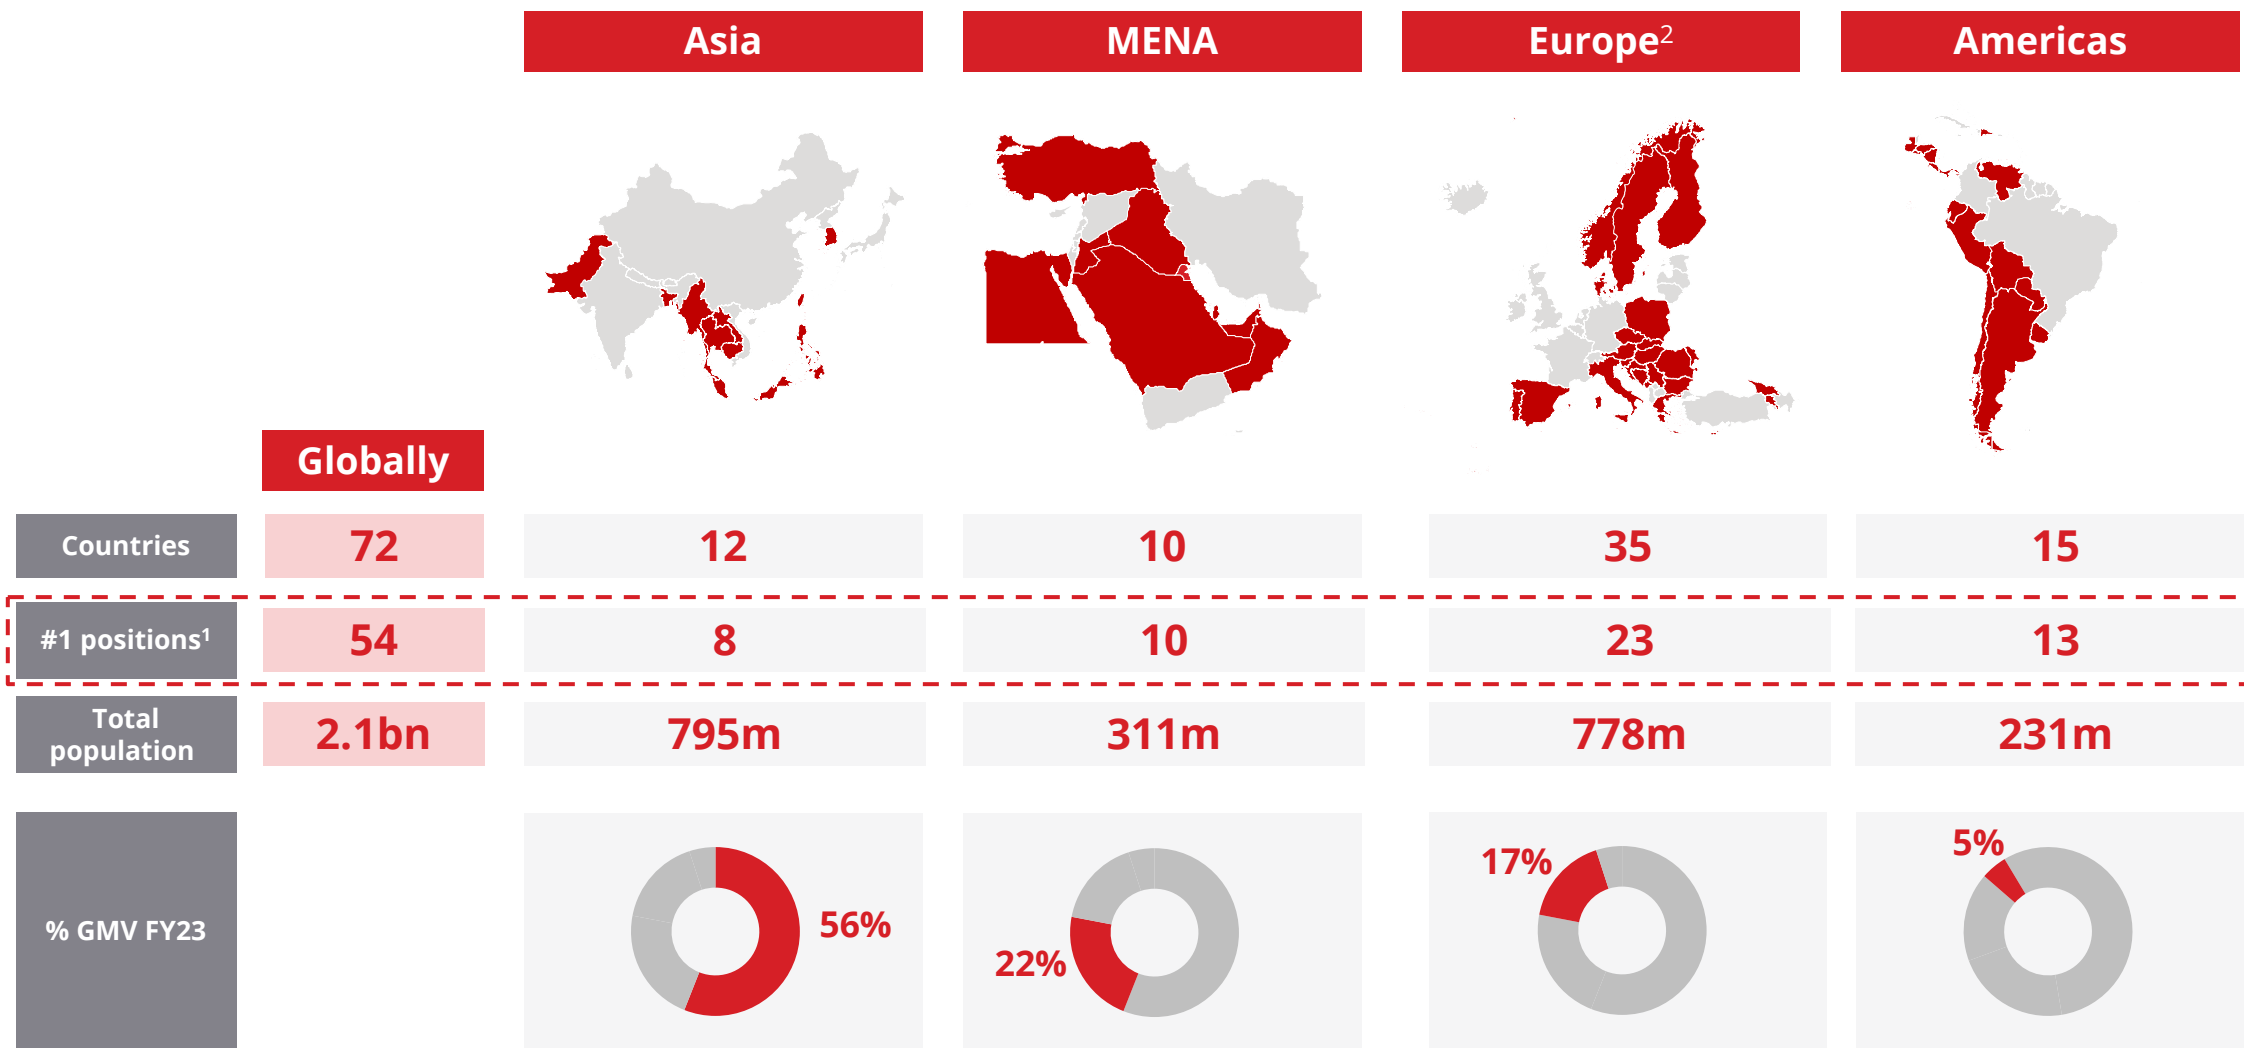 Asia
MENA
Europe²
Americas
Globally
Countries
72
12
10
35
15
#1 positions¹
54
8
10
23
13
Total
population
2.1bn
795m
311m
778m
231m
% GMV FY23
56%
22%
17%
5%